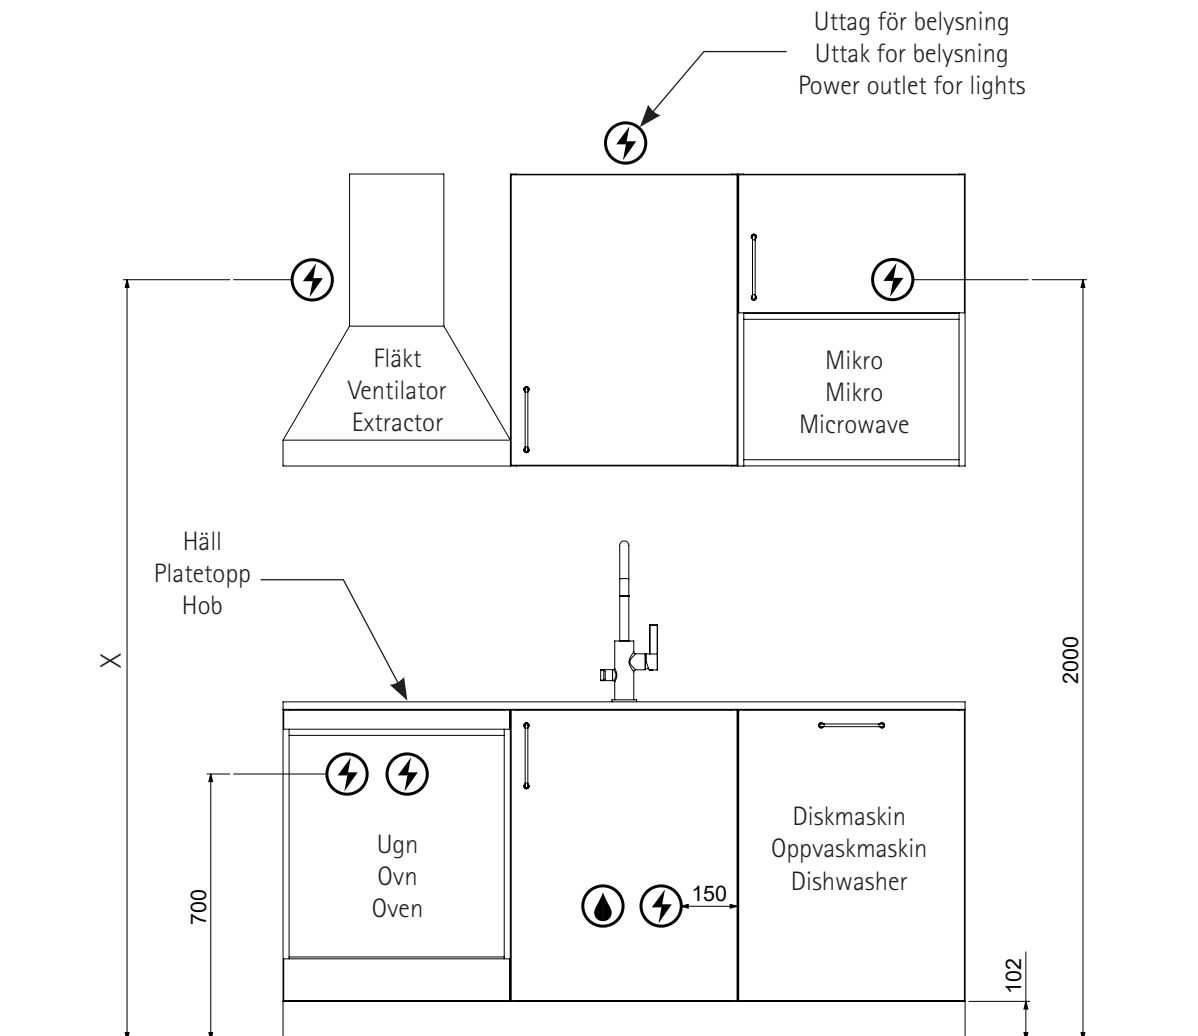 Uttag för belysning
Uttak for belysning
Power outlet for lights
Fläkt
Ventilator
Extractor
Mikro
Mikro
Microwave
Häll
Platetopp
Hob
X
2000
Ugn
Ovn
Oven
Diskmaskin
Oppvaskmaskin
Dishwasher
700
150
102